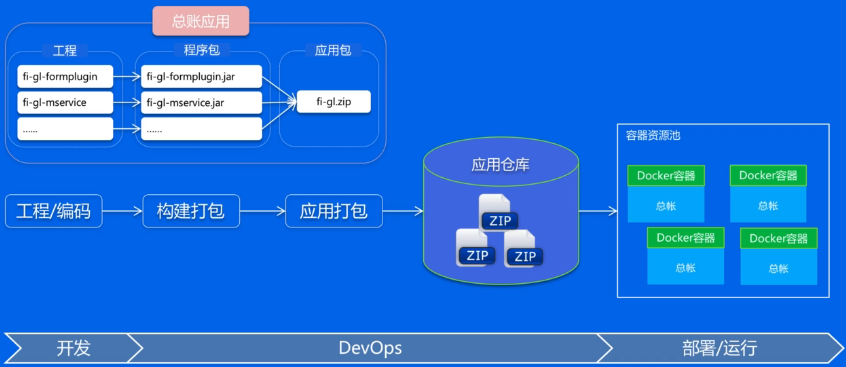 总账应用
工程
程序包
应用包
fi-gl-formplugin
fi-gl-formplugin.jar
fi-gl-mservice
fi-gl-mservice.jar
fi-gl.zip
……
……
工程/编码
构建打包
应用打包
应用仓库
ZIP
ZIP
ZIP
容器资源池
Docker容器
总帐
Docker容器
总帐
Docker容器
总帐
Docker容器
总帐
开发
DevOps
部署/运行